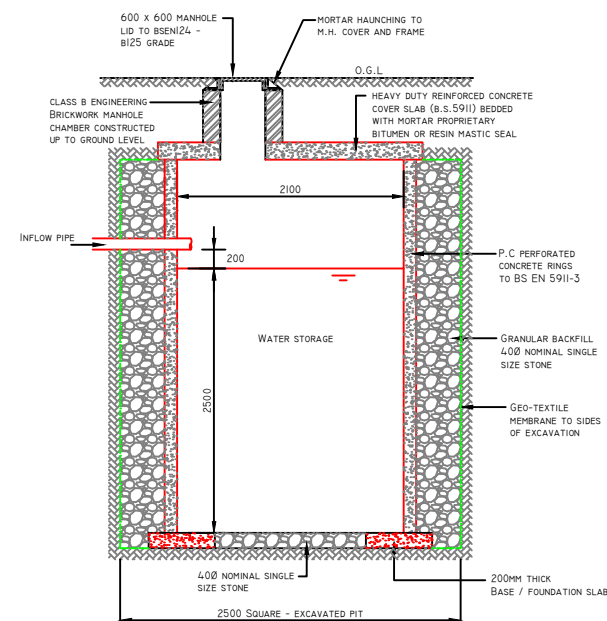 600 x 600 MANHOLE
LID TO BSEN124 -
B125 GRADE
MORTAR HAUNCHING TO
M.H. COVER AND FRAME
O.G.L
CLASS B ENGINEERING
BRICKWORK MANHOLE
CHAMBER CONSTRUCTED
UP TO GROUND LEVEL
HEAVY DUTY REINFORCED CONCRETE
COVER SLAB (B.S.5911) BEDDED
WITH MORTAR PROPRIETARY
BITUMEN OR RESIN MASTIC SEAL
2100
INFLOW PIPE
200
P.C PERFORATED
CONCRETE RINGS
TO BS EN 5911-3
WATER STORAGE
GRANULAR BACKFILL
40Ø NOMINAL SINGLE
SIZE STONE
2500
GEO-TEXTILE
MEMBRANE TO SIDES
OF EXCAVATION
40Ø NOMINAL SINGLE
SIZE STONE
200MM THICK
BASE / FOUNDATION SLAB
2500 SQUARE - EXCAVATED PIT